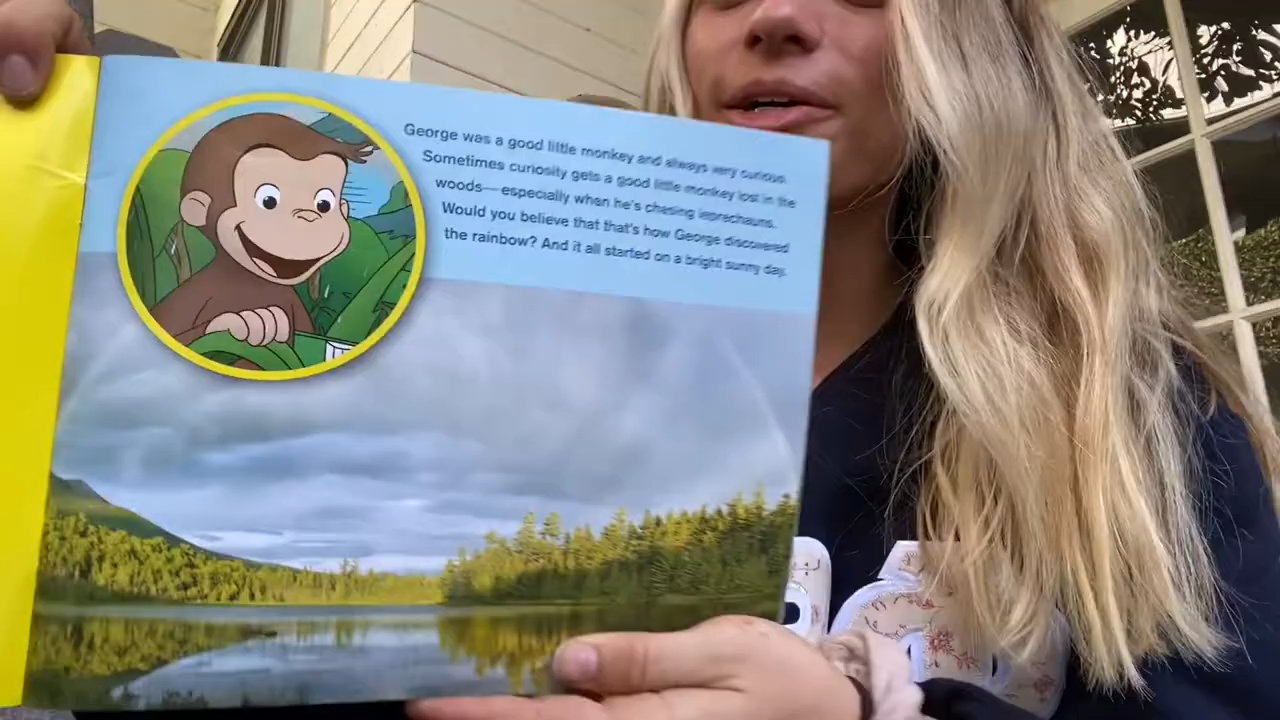 George was a good little monkey and always very curious.
Sometimes curiosity gets a good little monkey lost in the
woods—especially when he's chasing leprechauns.
Would you believe that that's how George discovered
the rainbow? And it all started on a bright sunny day.